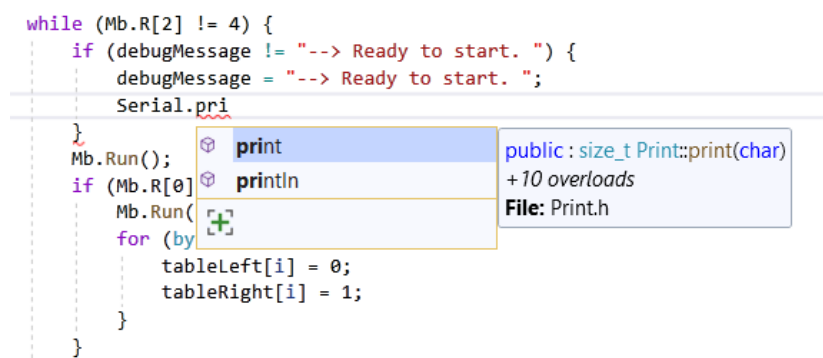 while (Mb.R[2] != 4) {
if (debugMessage != "--> Ready to start. ") {
debugMessage = "--> Ready to start. ";
Serial.pri
}
print
println
public : size_t Print::print(char)
+10 overloads
File: Print.h
Mb.Run();
if (Mb.R[0]
Mb.Run(
for (by
tableLeft[i] = 0;
tableRight[i] = 1;
}
}